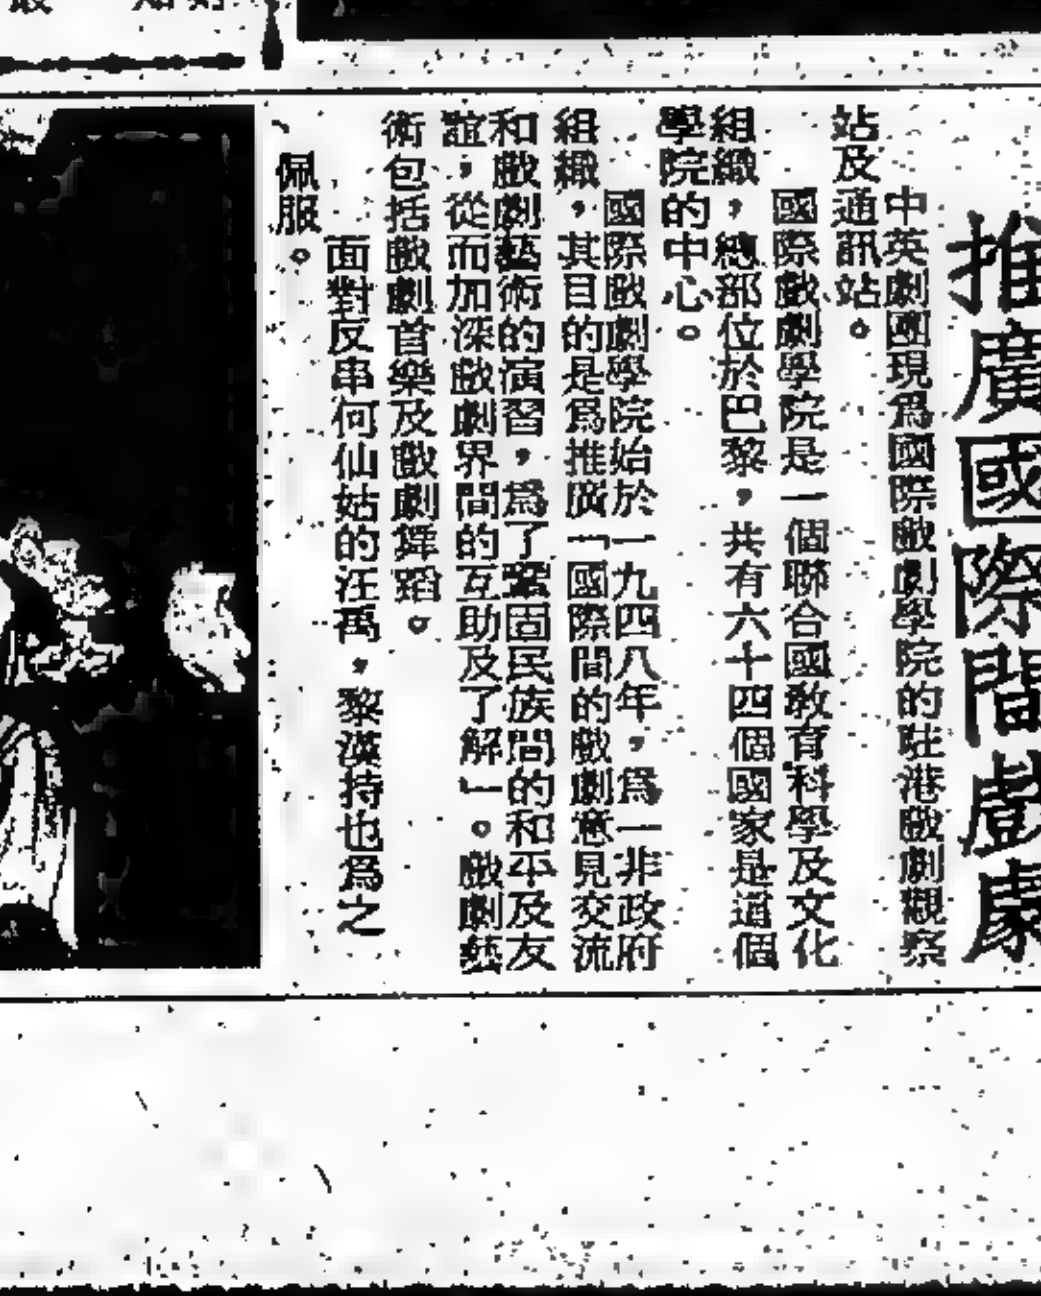 推廣國際間戲劇
中英劇團現為國際戲劇學院的駐港戲劇觀察
站及通訊站。
國際戲劇學院是一個聯合國教育科學及文化
組織，總部位於巴黎，共有六十四個國家是這個
學院的中心。
國際戲劇學院始於一九四八年，為一非政府
組織，其目的是為推廣「國際間的戲劇意見交流
和戲劇藝術的演習，為了鞏固民族間的和平及友
誼，從而加深戲劇界間的互助及了解」。戲劇藝
術包括戲劇首樂及戲劇舞蹈。
面對反串何仙姑的汪禹，黎漢持也為之
佩服。